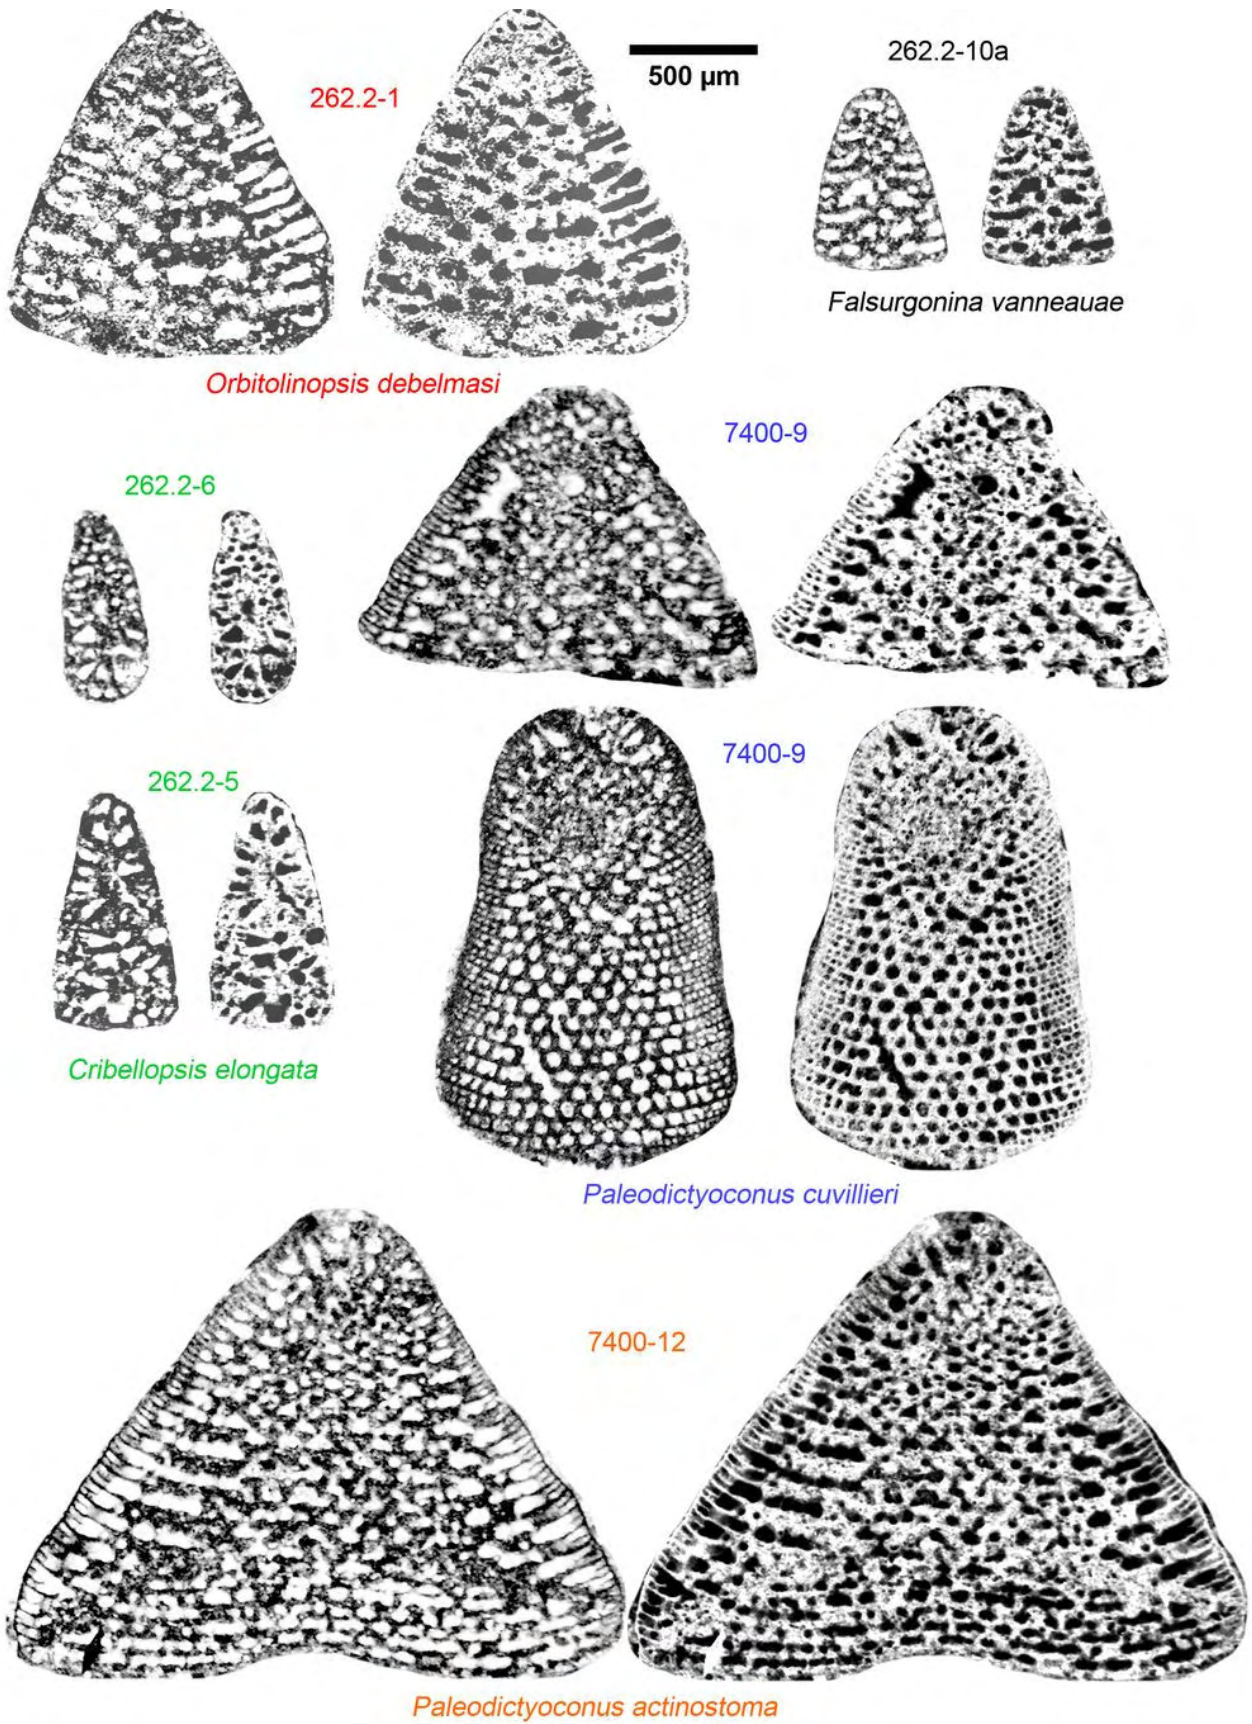 262.2-1
500 µm
262.2-10a
Falsurgonina vanneauae
Orbitolinopsis debelmasi
7400-9
262.2-6
7400-9
262.2-5
Cribellopsis elongata
Paleodictyoconus cuvillieri
7400-12
Paleodictyoconus actinostoma